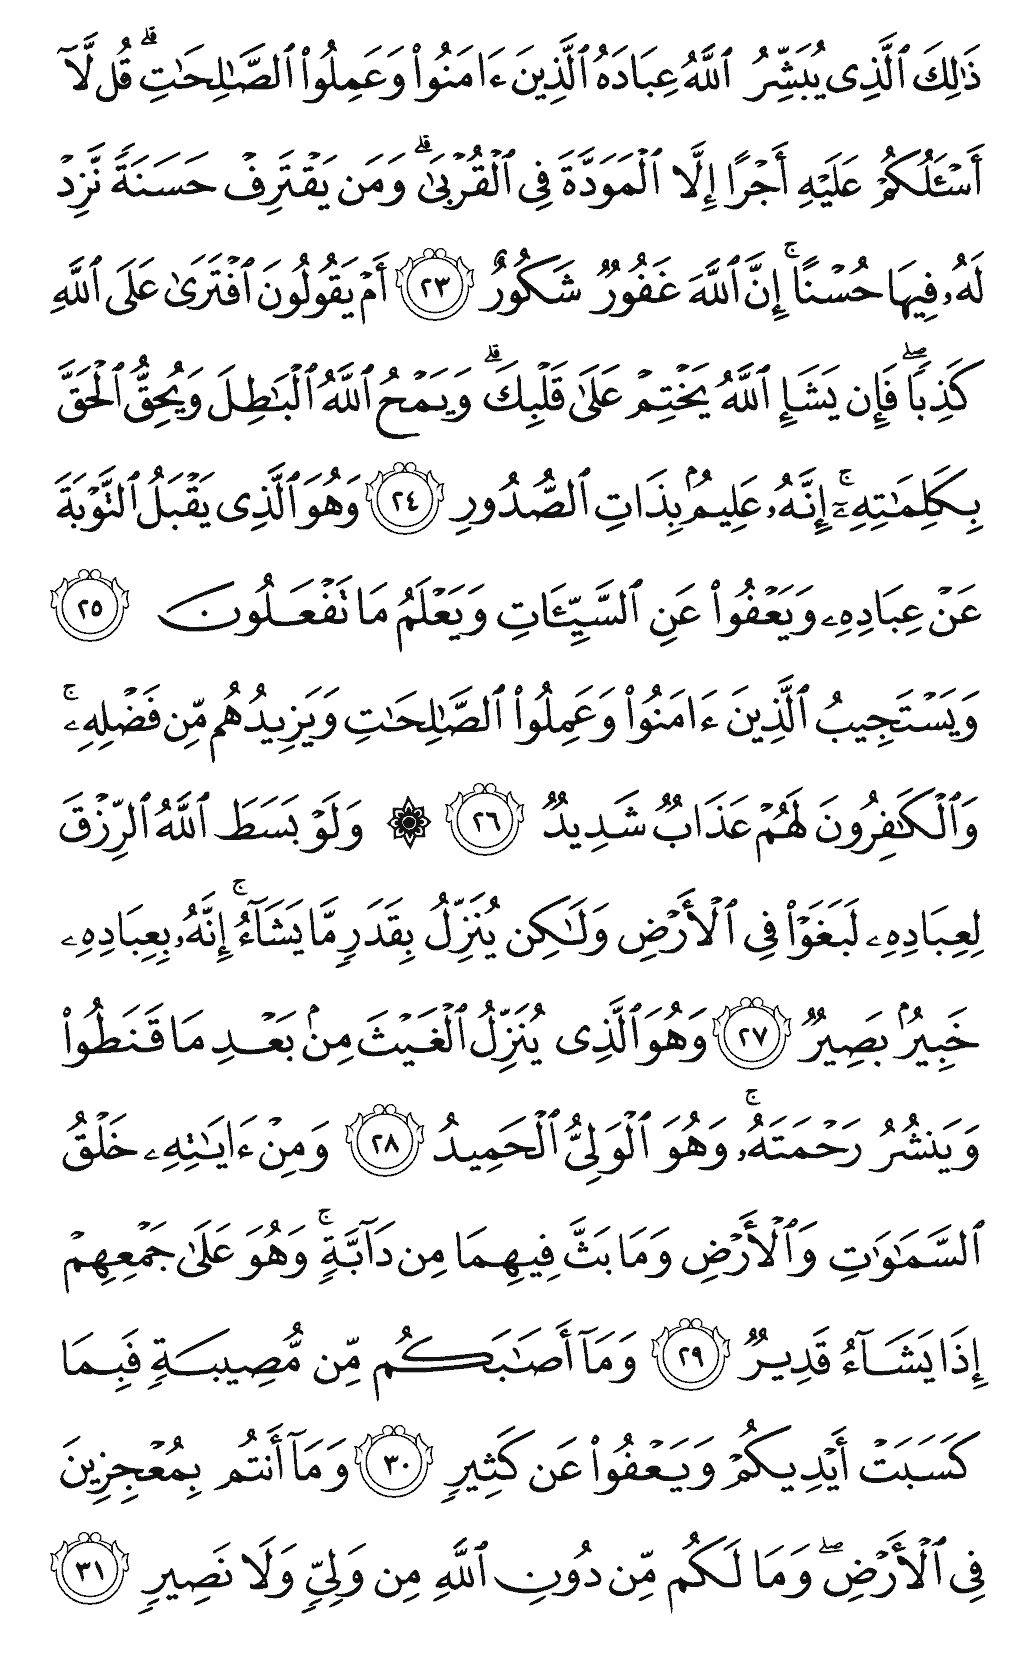 ذَٰلِكَ ٱلَّذِى يُبَشِّرُ ٱللَّهُ عِبَادَهُ ٱلَّذِينَ ءَامَنُوا۟ وَعَمِلُوا۟ ٱلصَّـٰلِحَـٰتِ ۗ قُل لَّآ
أَسْـَٔلُكُمْ عَلَيْهِ أَجْرًا إِلَّا ٱلْمَوَدَّةَ فِى ٱلْقُرْبَىٰ ۗ وَمَن يَقْتَرِفْ حَسَنَةً نَّزِدْ
لَهُۥ فِيهَا حُسْنًا ۚ إِنَّ ٱللَّهَ غَفُورٌ شَكُورٌ ٢٣ أَمْ يَقُولُونَ ٱفْتَرَىٰ عَلَى ٱللَّهِ
كَذِبًا ۖ فَإِن يَشَإِ ٱللَّهُ يَخْتِمْ عَلَىٰ قَلْبِكَ ۗ وَيَمْحُ ٱللَّهُ ٱلْبَـٰطِلَ وَيُحِقُّ ٱلْحَقَّ
بِكَلِمَـٰتِهِۦٓ ۚ إِنَّهُۥ عَلِيمٌۢ بِذَاتِ ٱلصُّدُورِ ٢٤ وَهُوَ ٱلَّذِى يَقْبَلُ ٱلتَّوْبَةَ
عَنْ عِبَادِهِۦ وَيَعْفُوا۟ عَنِ ٱلسَّيِّـَٔاتِ وَيَعْلَمُ مَا تَفْعَلُونَ ٢٥
وَيَسْتَجِيبُ ٱلَّذِينَ ءَامَنُوا۟ وَعَمِلُوا۟ ٱلصَّـٰلِحَـٰتِ وَيَزِيدُهُم مِّن فَضْلِهِۦ ۚ
وَٱلْكَـٰفِرُونَ لَهُمْ عَذَابٌ شَدِيدٌ ٢٦ ۞ وَلَوْ بَسَطَ ٱللَّهُ ٱلرِّزْقَ
لِعِبَادِهِۦ لَبَغَوْا۟ فِى ٱلْأَرْضِ وَلَـٰكِن يُنَزِّلُ بِقَدَرٍ مَّا يَشَآءُ ۚ إِنَّهُۥ بِعِبَادِهِۦ
خَبِيرٌۢ بَصِيرٌ ٢٧ وَهُوَ ٱلَّذِى يُنَزِّلُ ٱلْغَيْثَ مِنۢ بَعْدِ مَا قَنَطُوا۟
وَيَنشُرُ رَحْمَتَهُۥ ۚ وَهُوَ ٱلْوَلِىُّ ٱلْحَمِيدُ ٢٨ وَمِنْ ءَايَـٰتِهِۦ خَلْقُ
ٱلسَّمَـٰوَٰتِ وَٱلْأَرْضِ وَمَا بَثَّ فِيهِمَا مِن دَآبَّةٍ ۚ وَهُوَ عَلَىٰ جَمْعِهِمْ
إِذَا يَشَآءُ قَدِيرٌ ٢٩ وَمَآ أَصَـٰبَكُم مِّن مُّصِيبَةٍ فَبِمَا
كَسَبَتْ أَيْدِيكُمْ وَيَعْفُوا۟ عَن كَثِيرٍ ٣٠ وَمَآ أَنتُم بِمُعْجِزِينَ
فِى ٱلْأَرْضِ ۖ وَمَا لَكُم مِّن دُونِ ٱللَّهِ مِن وَلِىٍّ وَلَا نَصِيرٍ ٣١